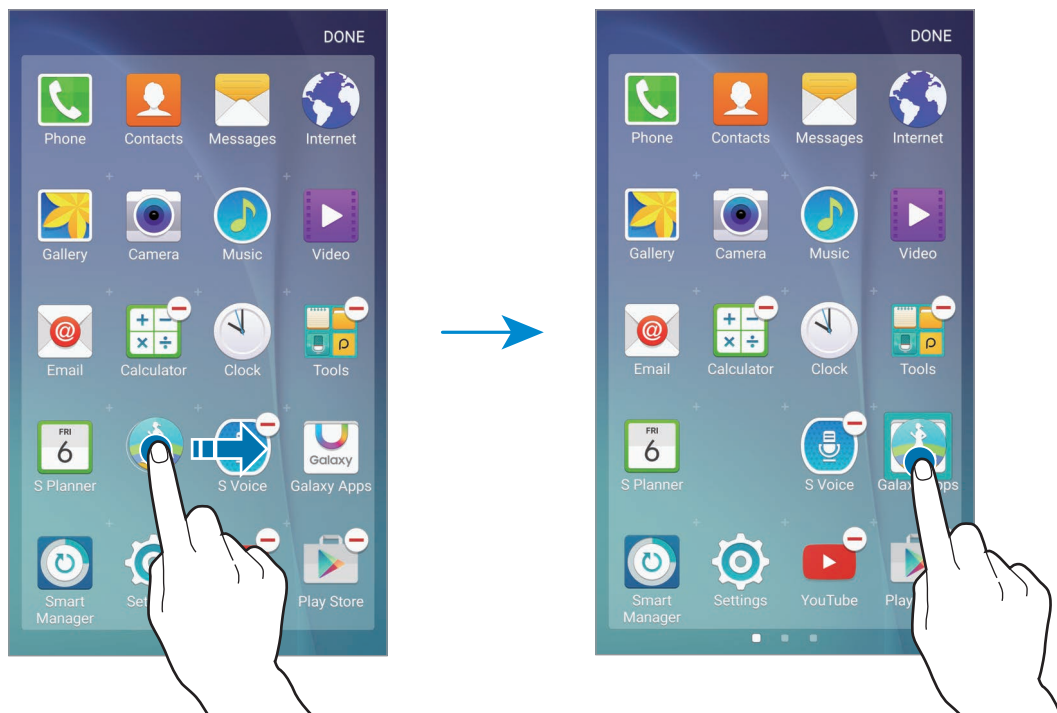 DONE
Phone Contacts Messages Internet
Gallery Camera Music Video
@
+ −
× ÷
Email Calculator Clock Tools
FRI
6
Galaxy
S Planner S Voice Galaxy Apps
Smart
Manager
Play Store
DONE
Phone Contacts Messages Internet
Gallery Camera Music Video
@
+ −
× ÷
Email Calculator Clock Tools
FRI
6
S Planner S Voice
Smart
Manager
Settings YouTube